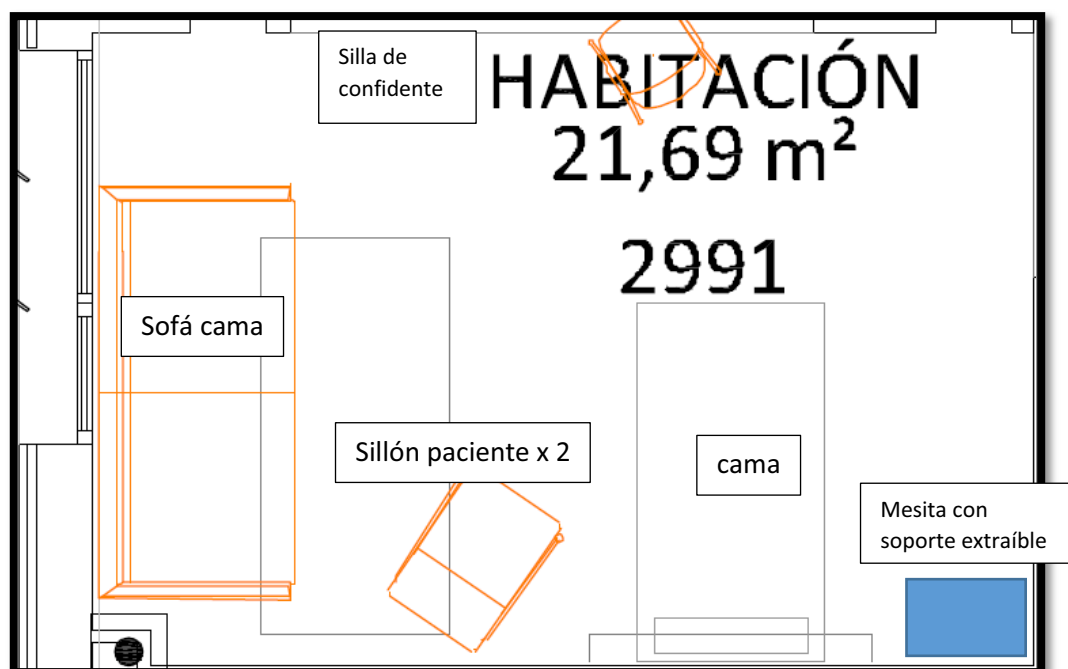 Silla de
confidente
HABITACIÓN
21,69 m²
2991
Sofá cama
Sillón paciente x 2
cama
Mesita con
soporte extraíble